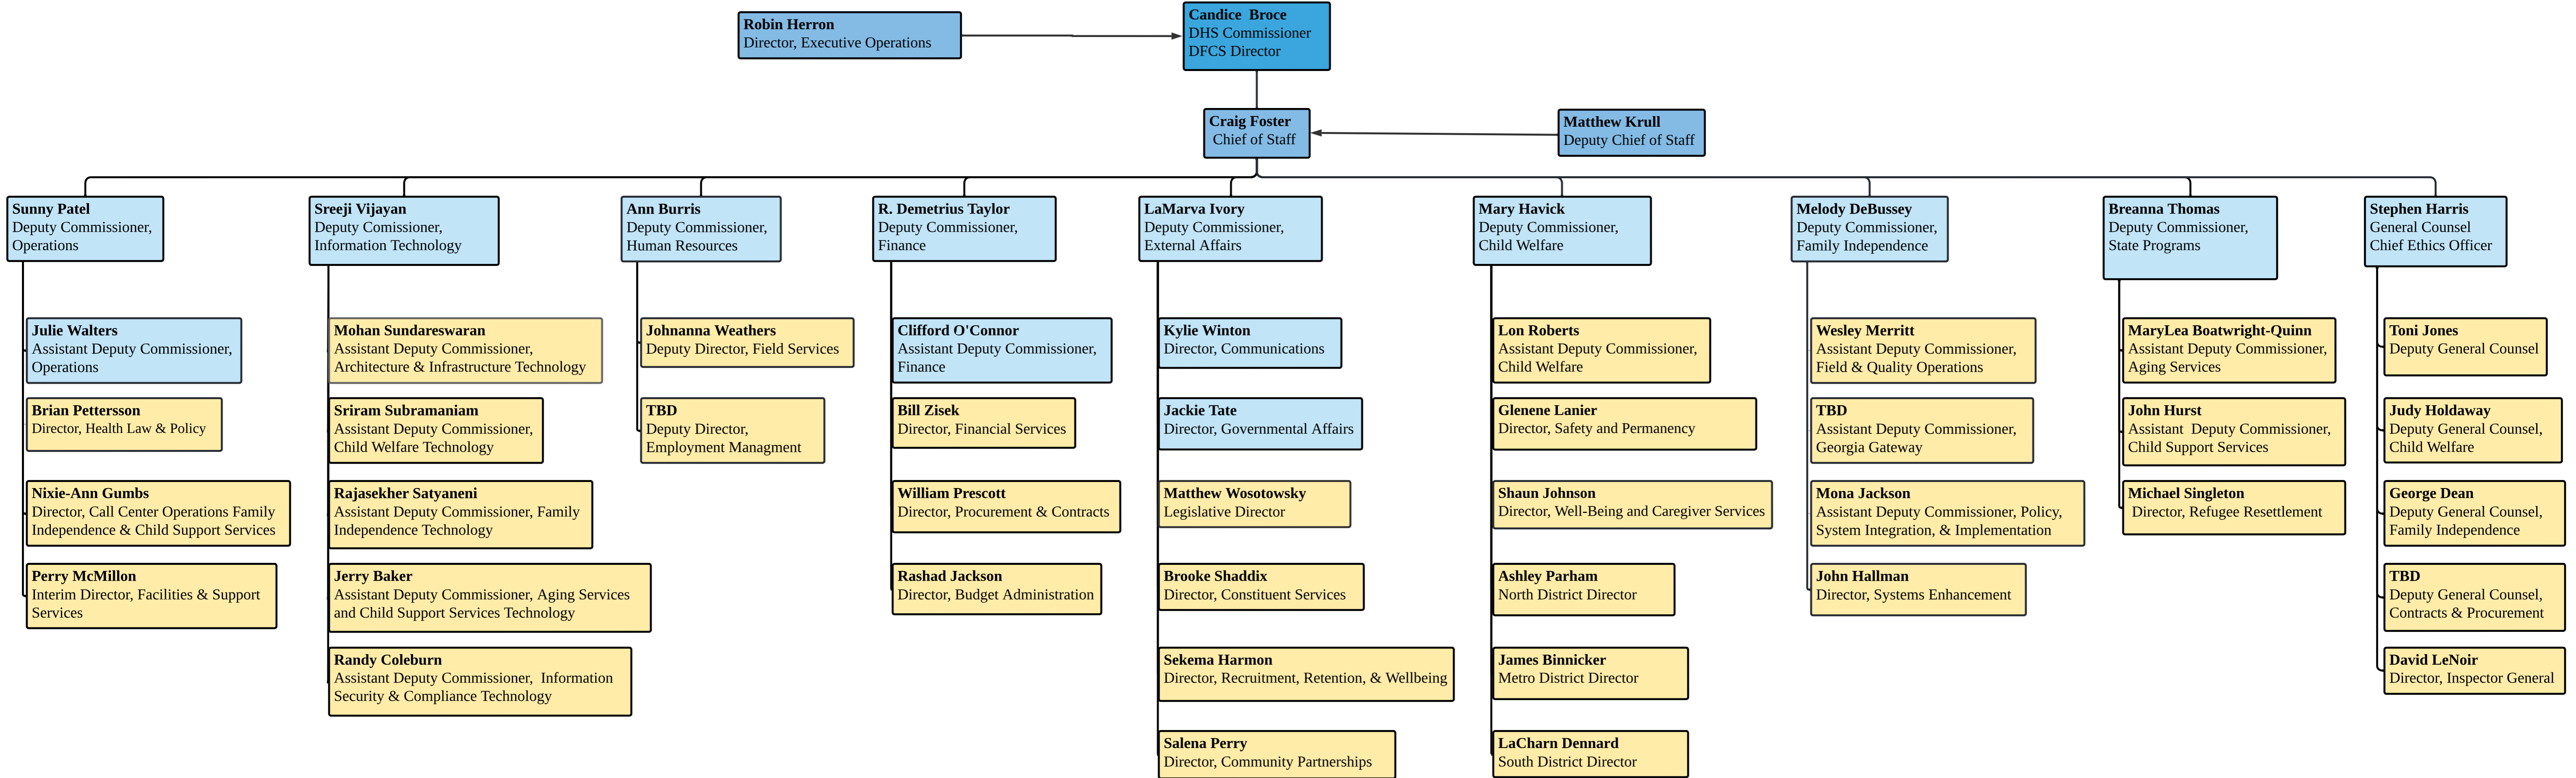 Robin Herron
Director, Executive Operations
Candice  Broce
DHS Commissioner
DFCS Director
Craig Foster
Chief of Staff
Matthew Krull
Deputy Chief of Staff
Sunny Patel
Deputy Commissioner,
Operations
Julie Walters
Assistant Deputy Commissioner,
Operations
Brian Pettersson
Director, Health Law & Policy
Nixie-Ann Gumbs
Director, Call Center Operations Family
Independence & Child Support Services
Perry McMillon
Interim Director, Facilities & Support
Services
Sreeji Vijayan
Deputy Comissioner,
Information Technology
Mohan Sundareswaran
Assistant Deputy Commissioner,
Architecture & Infrastructure Technology
Sriram Subramaniam
Assistant Deputy Commissioner,
Child Welfare Technology
Rajasekher Satyaneni
Assistant Deputy Commissioner, Family
Independence Technology
Jerry Baker
Assistant Deputy Commissioner, Aging Services
and Child Support Services Technology
Randy Coleburn
Assistant Deputy Commissioner,  Information
Security & Compliance Technology
Ann Burris
Deputy Commissioner,
Human Resources
Johnanna Weathers
Deputy Director, Field Services
TBD
Deputy Director,
Employment Managment
R. Demetrius Taylor
Deputy Commissioner,
Finance
Clifford O'Connor
Assistant Deputy Commissioner,
Finance
Bill Zisek
Director, Financial Services
William Prescott
Director, Procurement & Contracts
Rashad Jackson
Director, Budget Administration
LaMarva Ivory
Deputy Commissioner,
External Affairs
Kylie Winton
Director, Communications
Jackie Tate
Director, Governmental Affairs
Matthew Wosotowsky
Legislative Director
Brooke Shaddix
Director, Constituent Services
Sekema Harmon
Director, Recruitment, Retention, & Wellbeing
Salena Perry
Director, Community Partnerships
Mary Havick
Deputy Commissioner,
Child Welfare
Lon Roberts
Assistant Deputy Commissioner,
Child Welfare
Glenene Lanier
Director, Safety and Permanency
Shaun Johnson
Director, Well-Being and Caregiver Services
Ashley Parham
North District Director
James Binnicker
Metro District Director
LaCharn Dennard
South District Director
Melody DeBussey
Deputy Commissioner,
Family Independence
Wesley Merritt
Assistant Deputy Commissioner,
Field & Quality Operations
TBD
Assistant Deputy Commissioner,
Georgia Gateway
Mona Jackson
Assistant Deputy Commissioner, Policy,
System Integration, & Implementation
John Hallman
Director, Systems Enhancement
Breanna Thomas
Deputy Commissioner,
State Programs
MaryLea Boatwright-Quinn
Assistant Deputy Commissioner,
Aging Services
John Hurst
Assistant  Deputy Commissioner,
Child Support Services
Michael Singleton
Director, Refugee Resettlement
Stephen Harris
General Counsel
Chief Ethics Officer
Toni Jones
Deputy General Counsel
Judy Holdaway
Deputy General Counsel,
Child Welfare
George Dean
Deputy General Counsel,
Family Independence
TBD
Deputy General Counsel,
Contracts & Procurement
David LeNoir
Director, Inspector General